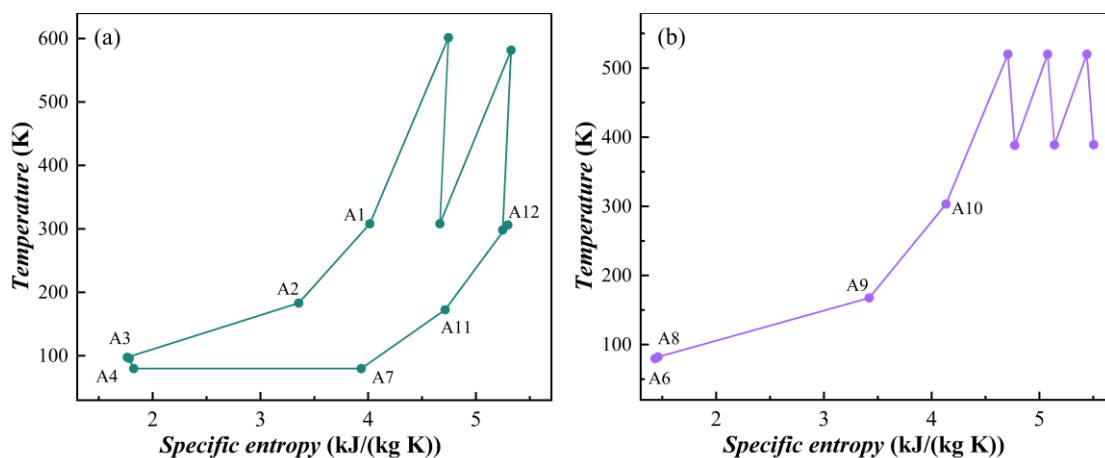 (a)
600
500
400
300
200
100
Temperature (K)
A1
A2
A3
A4
A7
A11
A12
2 3 4 5
Specific entropy (kJ/(kg K))
(b)
500
400
300
200
100
Temperature (K)
A10
A9
A8
A6
2 3 4 5
Specific entropy (kJ/(kg K))